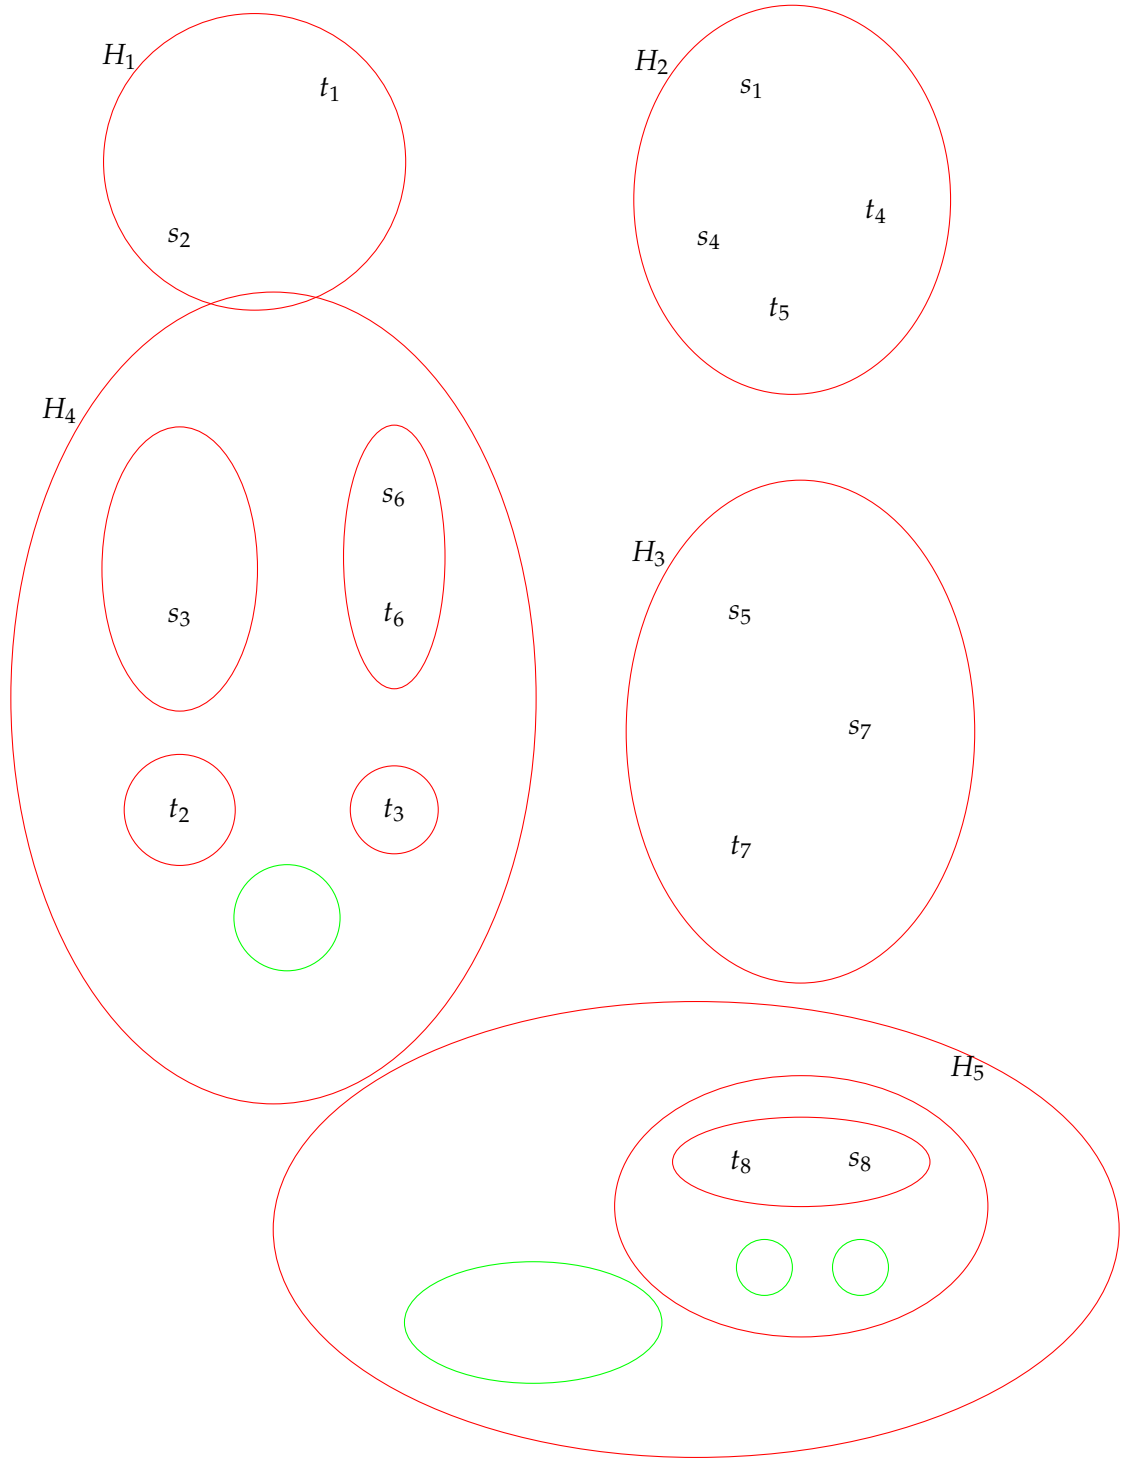 H₁
t₁
s₂
H₂
s₁
t₄
s₄
t₅
H₄
s₆
s₃
t₆
t₂
t₃
H₃
s₅
s₇
t₇
H₅
t₈ s₈